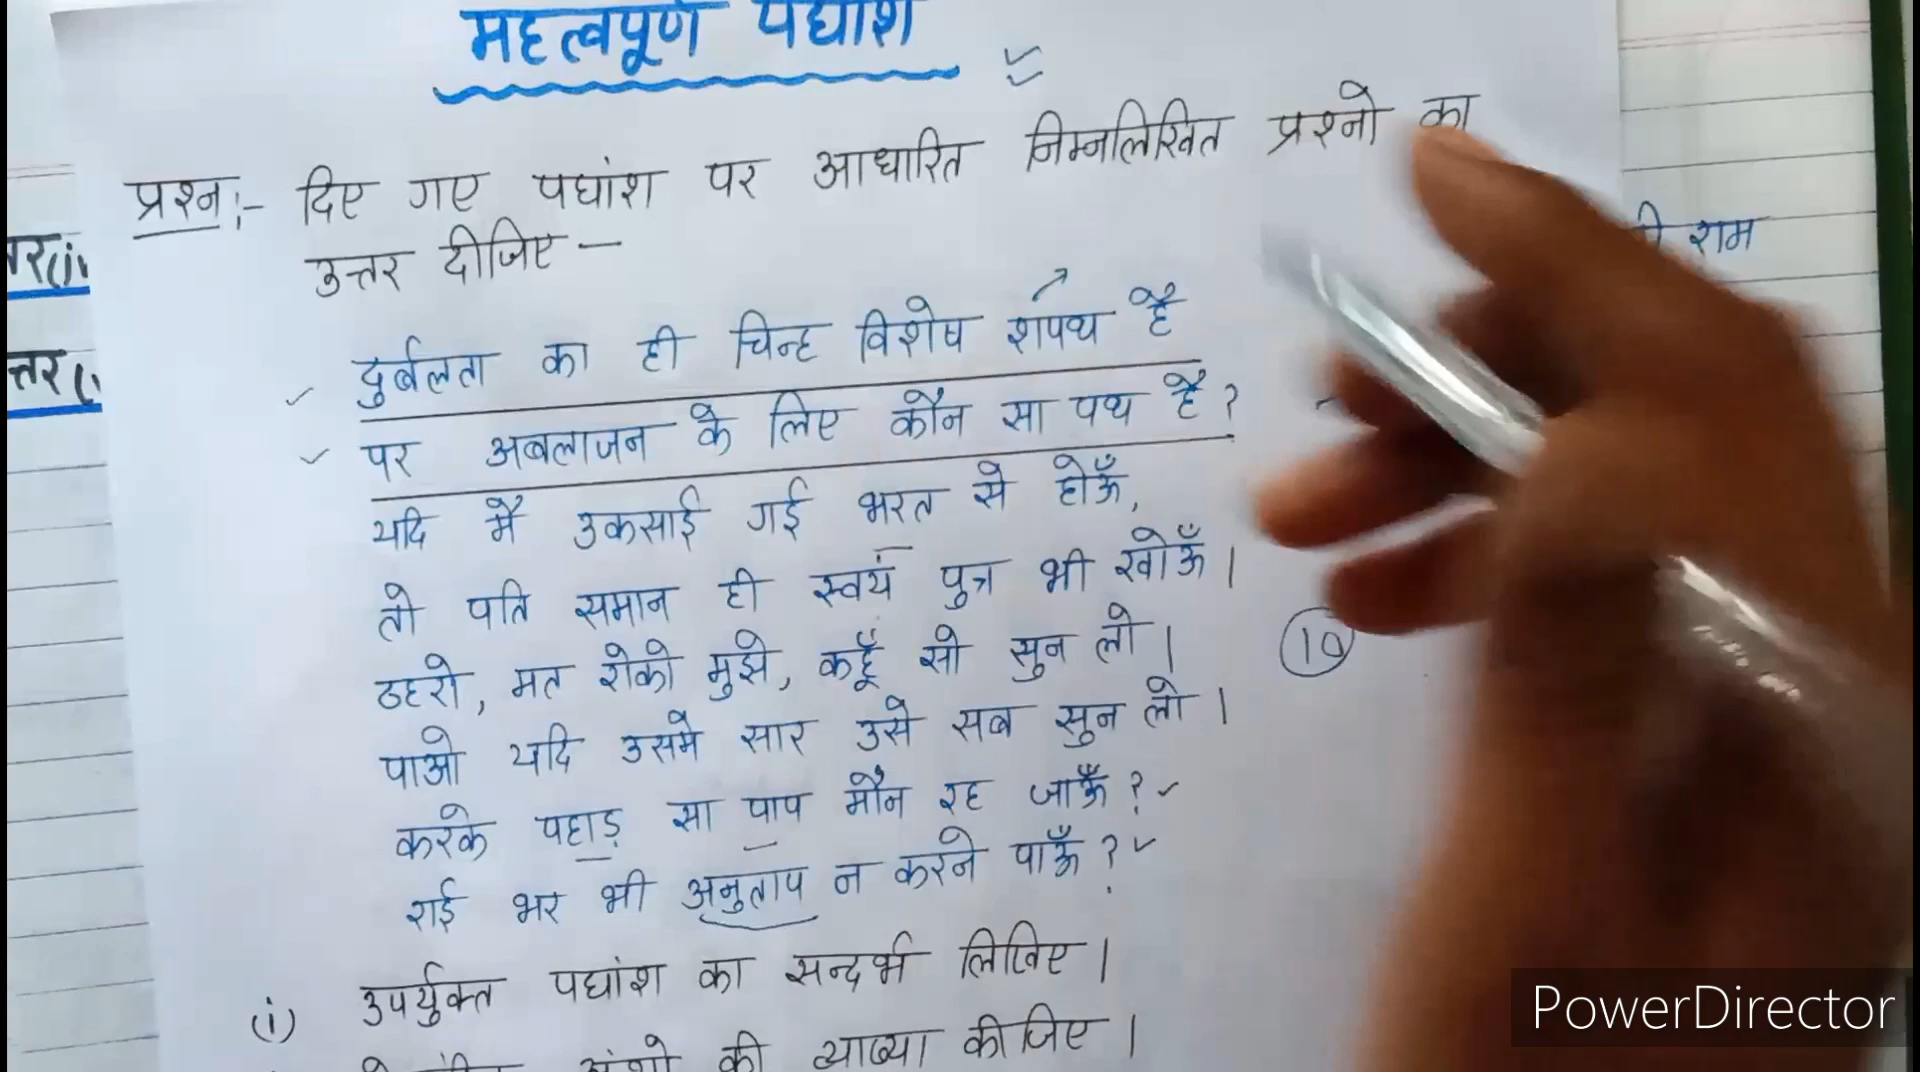 महत्वपूर्ण पद्यांश
प्रश्न:- दिए गए पद्यांश पर आधारित निम्नलिखित प्रश्नो का
उत्तर दीजिए –
दुर्बलता का ही चिन्ह विशेष शपथ है
पर अबलाजन के लिए कौन सा पथ है?
यदि मैं उकसाई गई भरत से होऊँ,
तो पति समान ही स्वयं पुत्र भी खोऊँ।
ठहरो, मत रोको मुझे, कहूँ सो सुन लो।
पाओ यदि उसमे सार उसे सब सुन लो।
10
करके पहाड़ सा पाप मौन रह जाऊँ?
राई भर भी अनुताप न करने पाऊँ?
(i) उपर्युक्त पद्यांश का सन्दर्भ लिखिए।
की व्याख्या कीजिए।
राम
PowerDirector